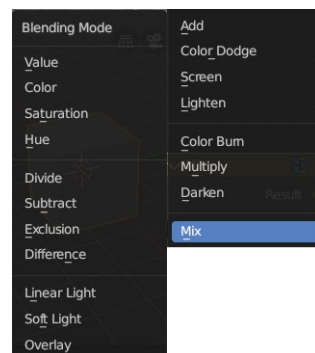 Blending Mode
Value
Color
Saturation
Hue
Divide
Subtract
Exclusion
Difference
Linear Light
Soft Light
Overlay
Add
Color Dodge
Screen
Lighten
Color Burn
Multiply
Darken
Result
Mix